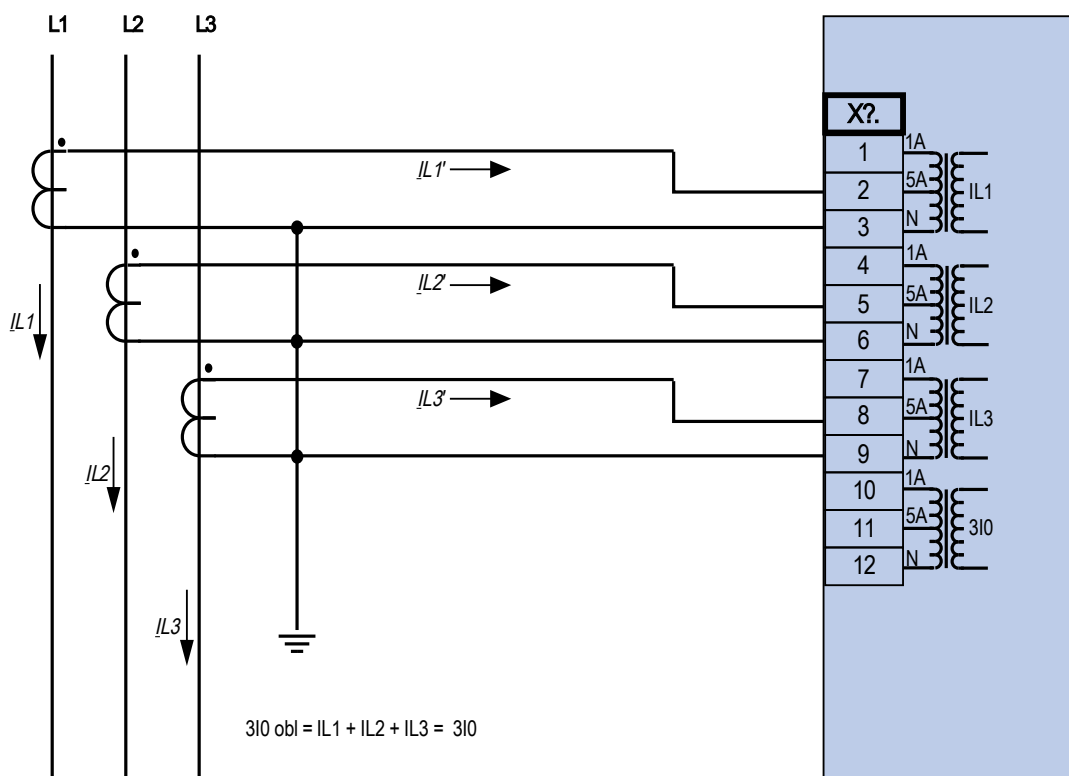 L1 L2 L3
X?.
1 1A
IL1'
2 5A IL1
3 N
4 1A
IL2'
5 5A IL2
IL1
6 N
7 1A
IL3'
8 5A IL3
9 N
IL2
10 1A
11 5A 3I0
12 N
IL3
3I0 obl = IL1 + IL2 + IL3 = 3I0